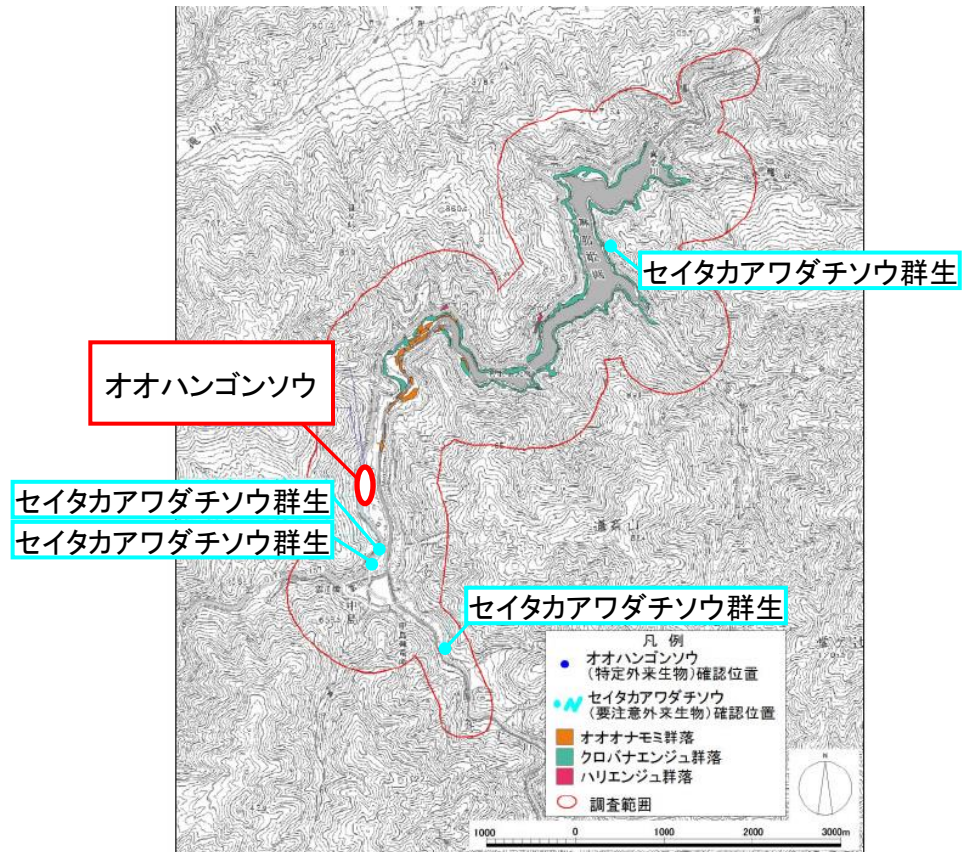 セイタカアワダチソウ群生
オオハンゴンソウ
セイタカアワダチソウ群生
セイタカアワダチソウ群生
セイタカアワダチソウ群生
凡 例
オオハンゴンソウ
(特定外来生物)確認位置
セイタカアワダチソウ
(要注意外来生物)確認位置
オオオナモミ群落
クロバナエンジュ群落
ハリエンジュ群落
調査範囲
N
1000 0 1000 2000 3000m